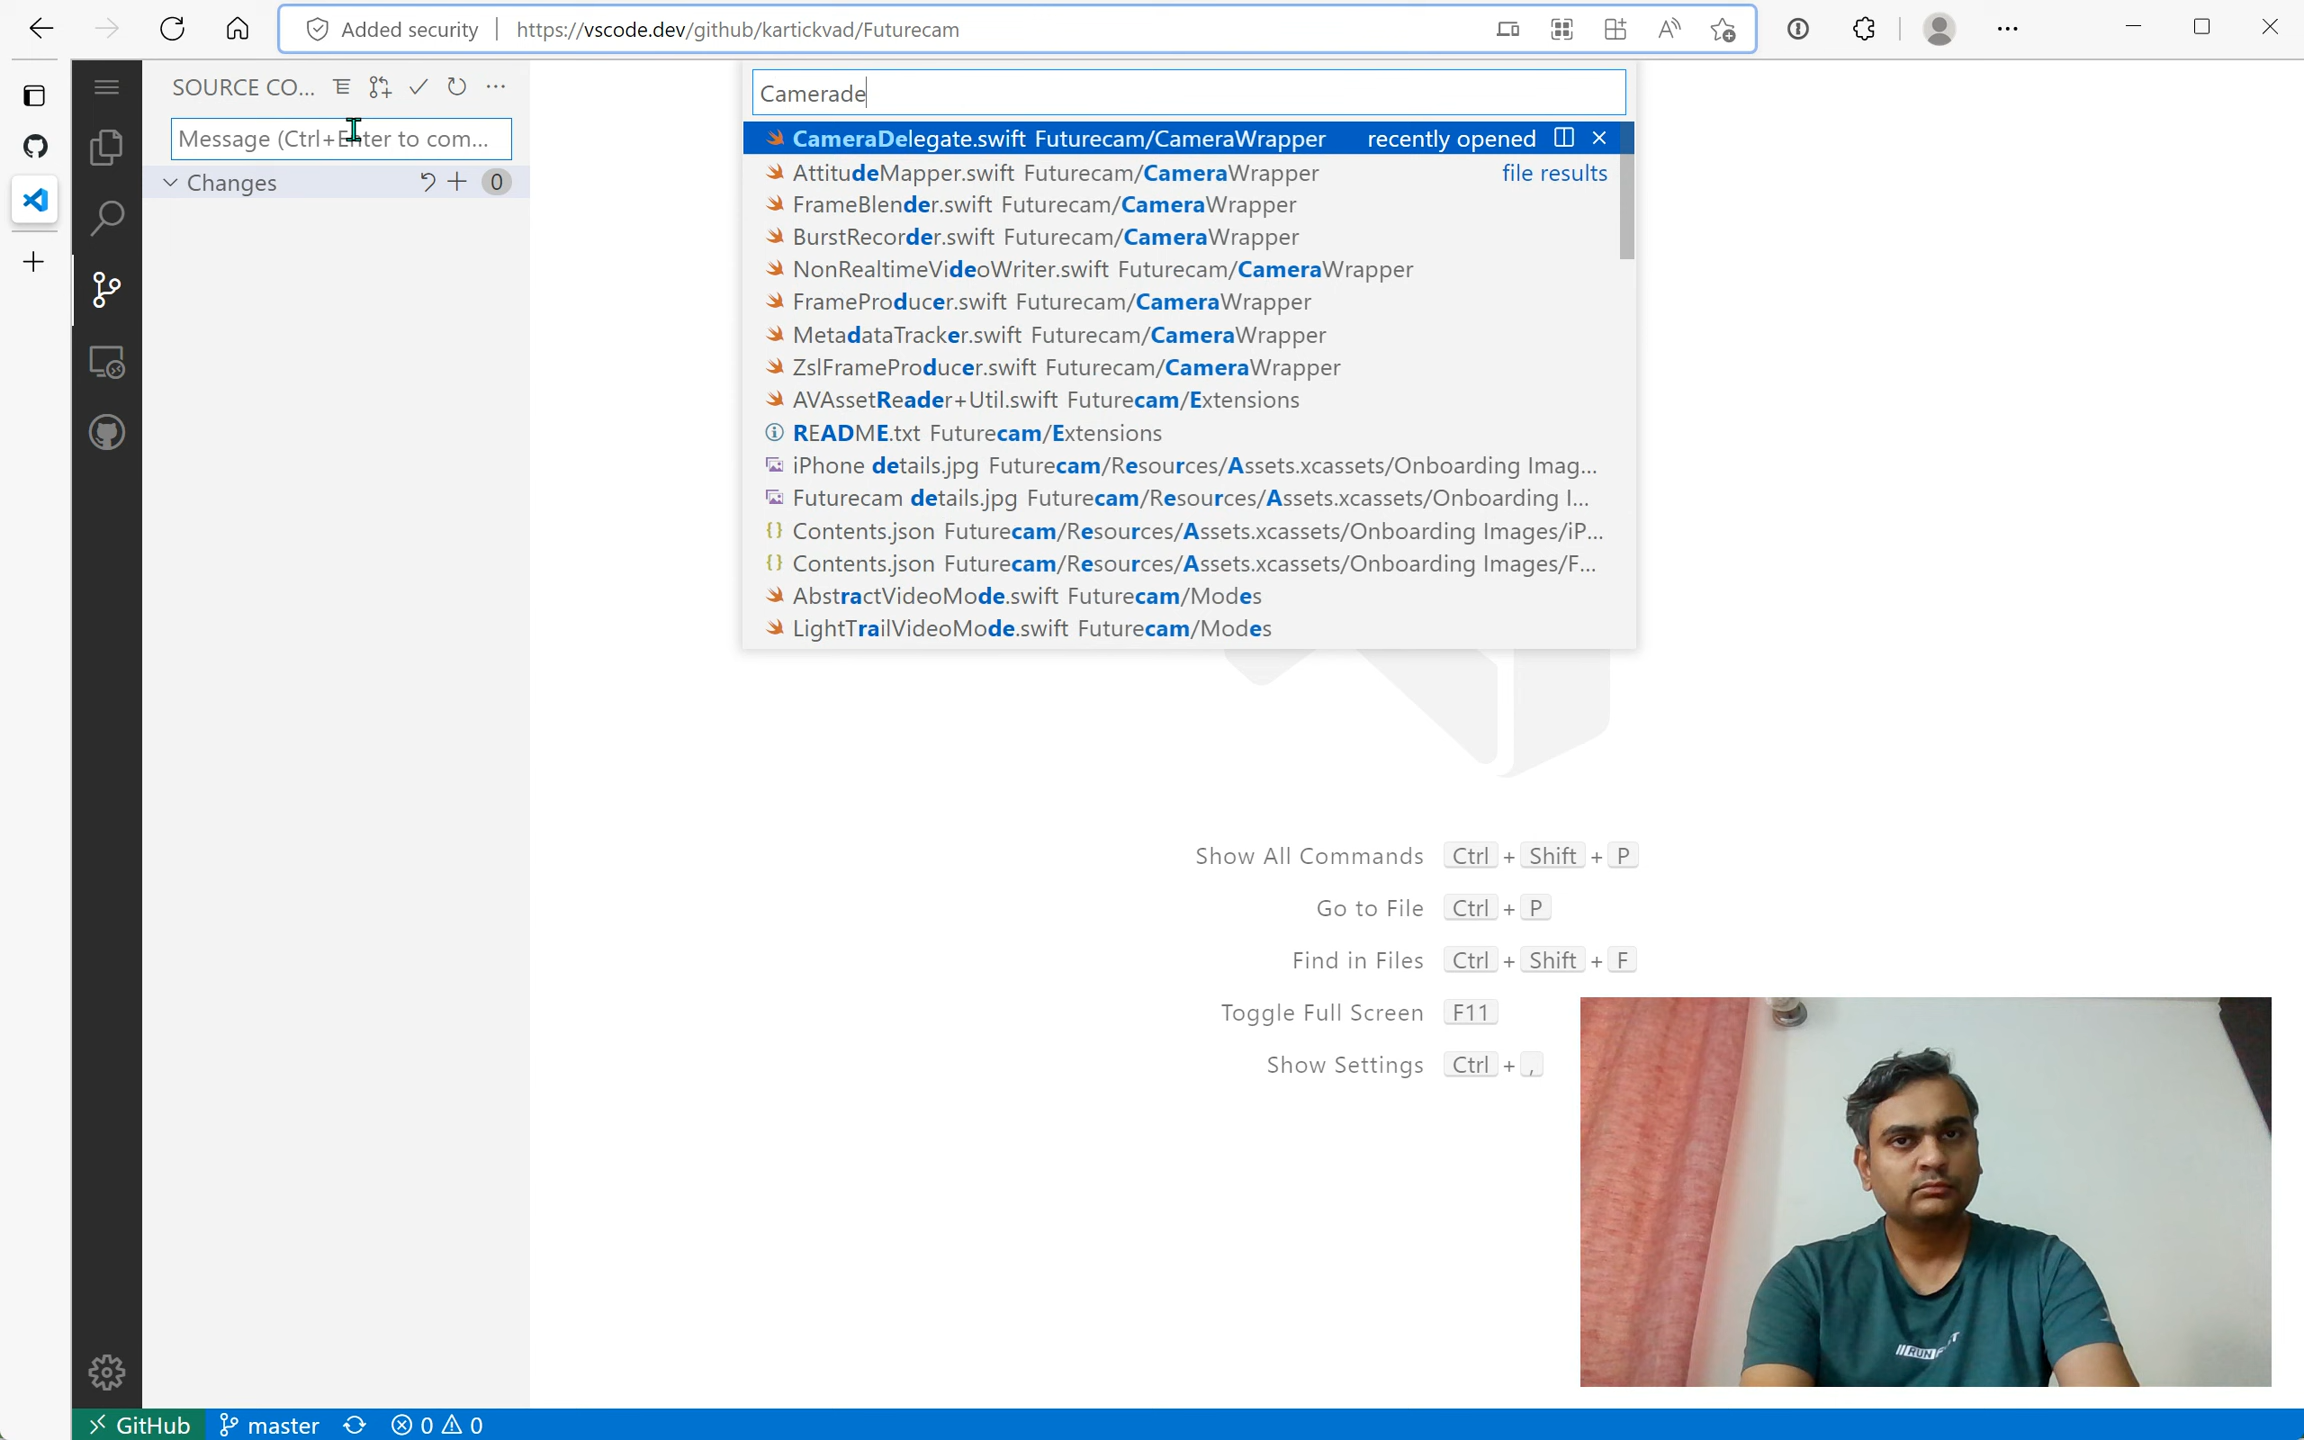 Added security https://vscode.dev/github/kartickvad/Futurecam
SOURCE CO...
Message (Ctrl+Enter to com...
Changes 0
Camerade
CameraDelegate.swift Futurecam/CameraWrapper recently opened
AttitudeMapper.swift Futurecam/CameraWrapper file results
FrameBlender.swift Futurecam/CameraWrapper
BurstRecorder.swift Futurecam/CameraWrapper
NonRealtimeVideoWriter.swift Futurecam/CameraWrapper
FrameProducer.swift Futurecam/CameraWrapper
MetadataTracker.swift Futurecam/CameraWrapper
ZslFrameProducer.swift Futurecam/CameraWrapper
AVAssetReader+Util.swift Futurecam/Extensions
README.txt Futurecam/Extensions
iPhone details.jpg Futurecam/Resources/Assets.xcassets/Onboarding Imag...
Futurecam details.jpg Futurecam/Resources/Assets.xcassets/Onboarding I...
{} Contents.json Futurecam/Resources/Assets.xcassets/Onboarding Images/iP...
{} Contents.json Futurecam/Resources/Assets.xcassets/Onboarding Images/F...
AbstractVideoMode.swift Futurecam/Modes
LightTrailVideoMode.swift Futurecam/Modes
Show All Commands Ctrl + Shift + P
Go to File Ctrl + P
Find in Files Ctrl + Shift + F
Toggle Full Screen F11
Show Settings Ctrl + ,
RUN
GitHub master 0 0